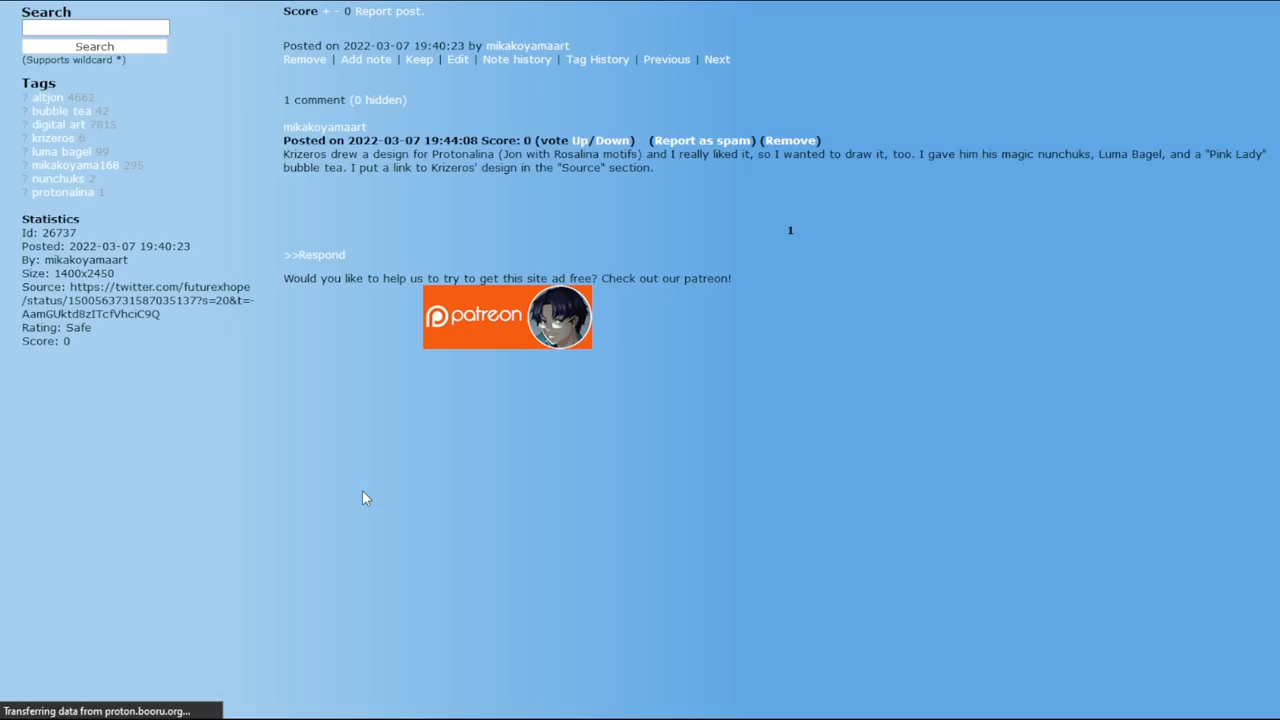 Search
Search
(Supports wildcard *)
Tags
? altjon 4662
? bubble tea 42
? digital art 7815
? krizeros 6
? luma bagel 99
? mikakoyama168 295
? nunchuks 2
? protonalina 1
Statistics
Id: 26737
Posted: 2022-03-07 19:40:23
By: mikakoyamaart
Size: 1400x2450
Source: https://twitter.com/futurexhope
/status/1500563731587035137?s=20&t=-
AamGUktd8zITcfVhciC9Q
Rating: Safe
Score: 0
Score + - 0 Report post.
Posted on 2022-03-07 19:40:23 by mikakoyamaart
Remove | Add note | Keep | Edit | Note history | Tag History | Previous | Next
1 comment (0 hidden)
mikakoyamaart
Posted on 2022-03-07 19:44:08 Score: 0 (vote Up/Down) (Report as spam) (Remove)
Krizeros drew a design for Protonalina (Jon with Rosalina motifs) and I really liked it, so I wanted to draw it, too. I gave him his magic nunchuks, Luma Bagel, and a "Pink Lady"
bubble tea. I put a link to Krizeros' design in the "Source" section.
1
>>Respond
Would you like to help us to try to get this site ad free? Check out our patreon!
patreon
Transferring data from proton.booru.org...